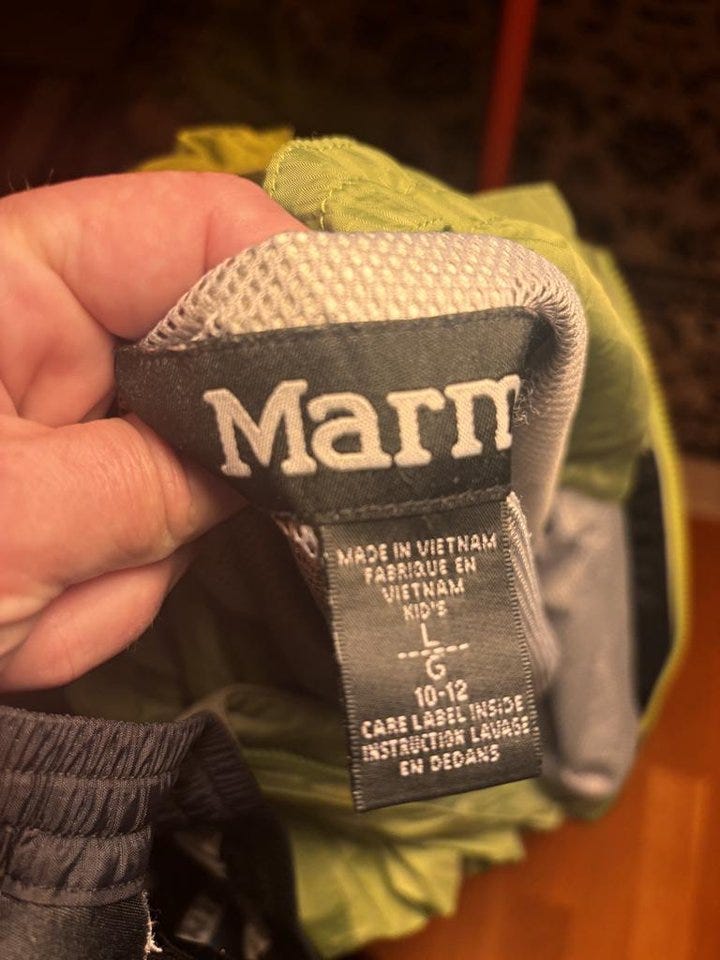 Marm
MADE IN VIETNAM
FABRIQUE EN
VIETNAM
KID'S
L
G
10-12
CARE LABEL INSIDE
INSTRUCTION LAVAGE
EN DEDANS